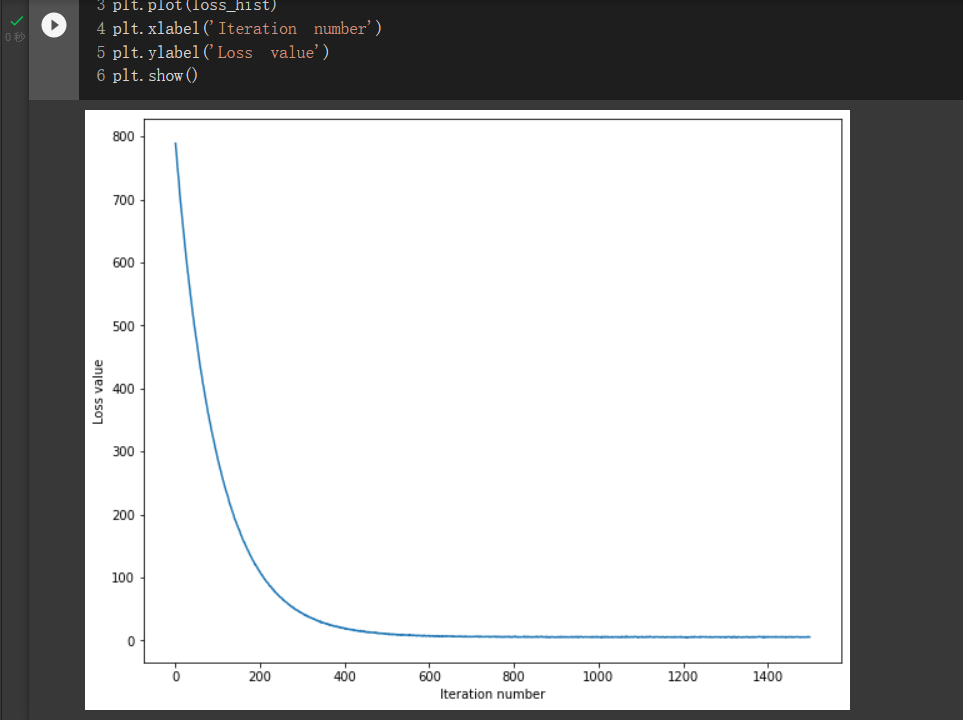 3 plt.plot(loss_hist)
4 plt.xlabel('Iteration number')
0 秒
5 plt.ylabel('Loss value')
6 plt.show()
800
700
600
500
400
300
200
100
0
Loss value
0 200 400 600 800 1000 1200 1400
Iteration number